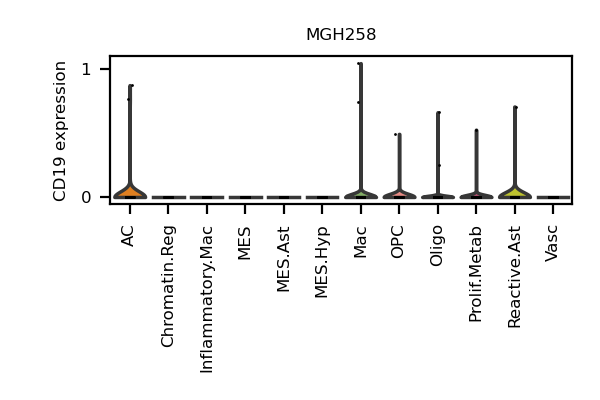 MGH258
CD19 expression
1
0
AC
Chromatin.Reg
Inflammatory.Mac
MES
MES.Ast
MES.Hyp
Mac
OPC
Oligo
Prolif.Metab
Reactive.Ast
Vasc